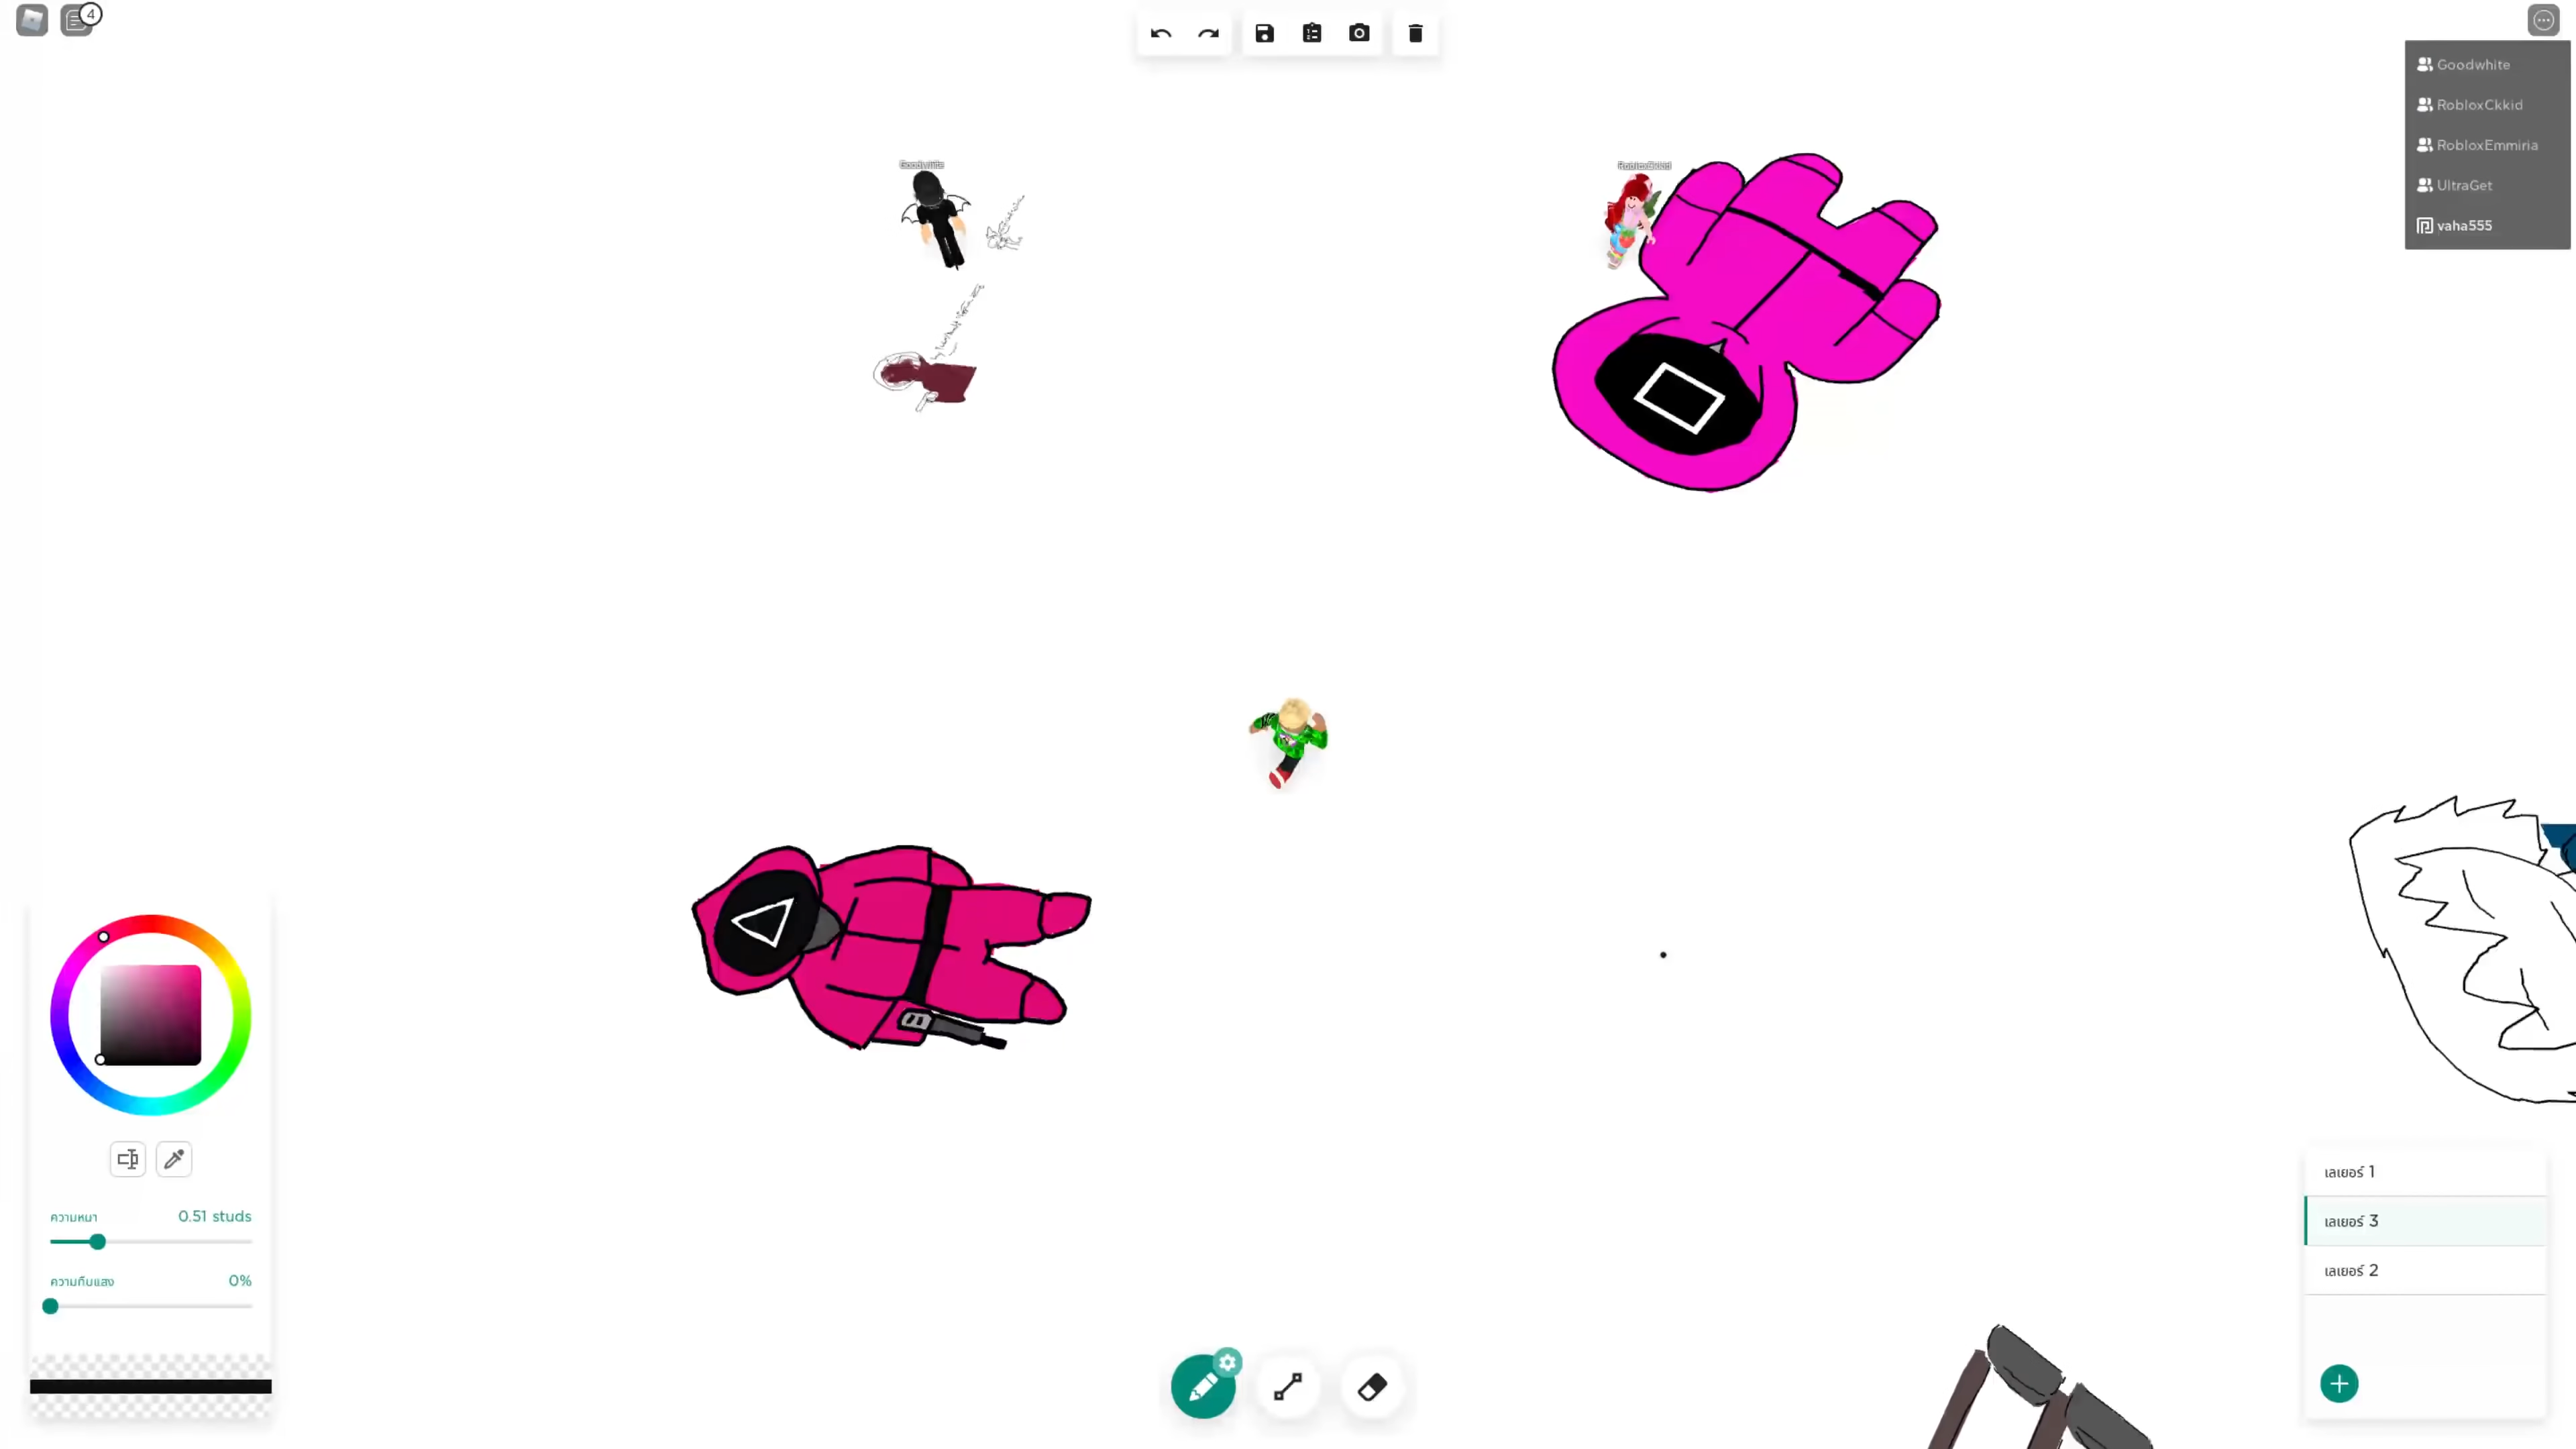 4
Goodwhite
RobloxCkkid
RobloxEmmiria
UltraGet
vaha555
Goodwhite
RobloxCkkid
ความหนา 0.51 studs
ความทึบแสง 0%
เลเยอร์ 1
เลเยอร์ 3
เลเยอร์ 2